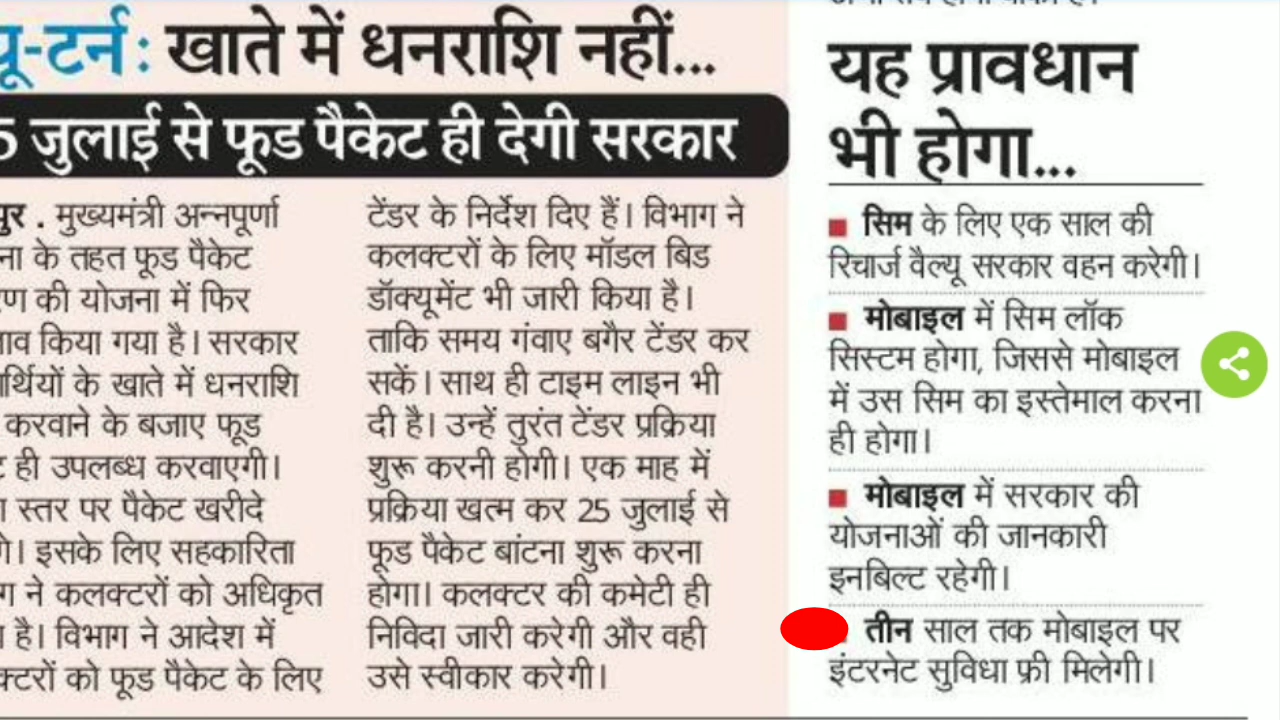 यू-टर्न: खाते में धनराशि नहीं...
5 जुलाई से फूड पैकेट ही देगी सरकार
पुर . मुख्यमंत्री अन्नपूर्णा
ना के तहत फूड पैकेट
रण की योजना में फिर
लाव किया गया है। सरकार
र्थियों के खाते में धनराशि
करवाने के बजाए फूड
ट ही उपलब्ध करवाएगी।
स्तर पर पैकेट खरीदे
गे। इसके लिए सहकारिता
ग ने कलक्टरों को अधिकृत
है। विभाग ने आदेश में
क्टरों को फूड पैकेट के लिए
टेंडर के निर्देश दिए हैं। विभाग ने
कलक्टरों के लिए मॉडल बिड
डॉक्यूमेंट भी जारी किया है।
ताकि समय गंवाए बगैर टेंडर कर
सकें। साथ ही टाइम लाइन भी
दी है। उन्हें तुरंत टेंडर प्रक्रिया
शुरू करनी होगी। एक माह में
प्रक्रिया खत्म कर 25 जुलाई से
फूड पैकेट बांटना शुरू करना
होगा। कलक्टर की कमेटी ही
निविदा जारी करेगी और वही
उसे स्वीकार करेगी।
यह प्रावधान
भी होगा...
सिम के लिए एक साल की
रिचार्ज वैल्यू सरकार वहन करेगी।
मोबाइल में सिम लॉक
सिस्टम होगा, जिससे मोबाइल
में उस सिम का इस्तेमाल करना
ही होगा।
मोबाइल में सरकार की
योजनाओं की जानकारी
इनबिल्ट रहेगी।
तीन साल तक मोबाइल पर
इंटरनेट सुविधा फ्री मिलेगी।